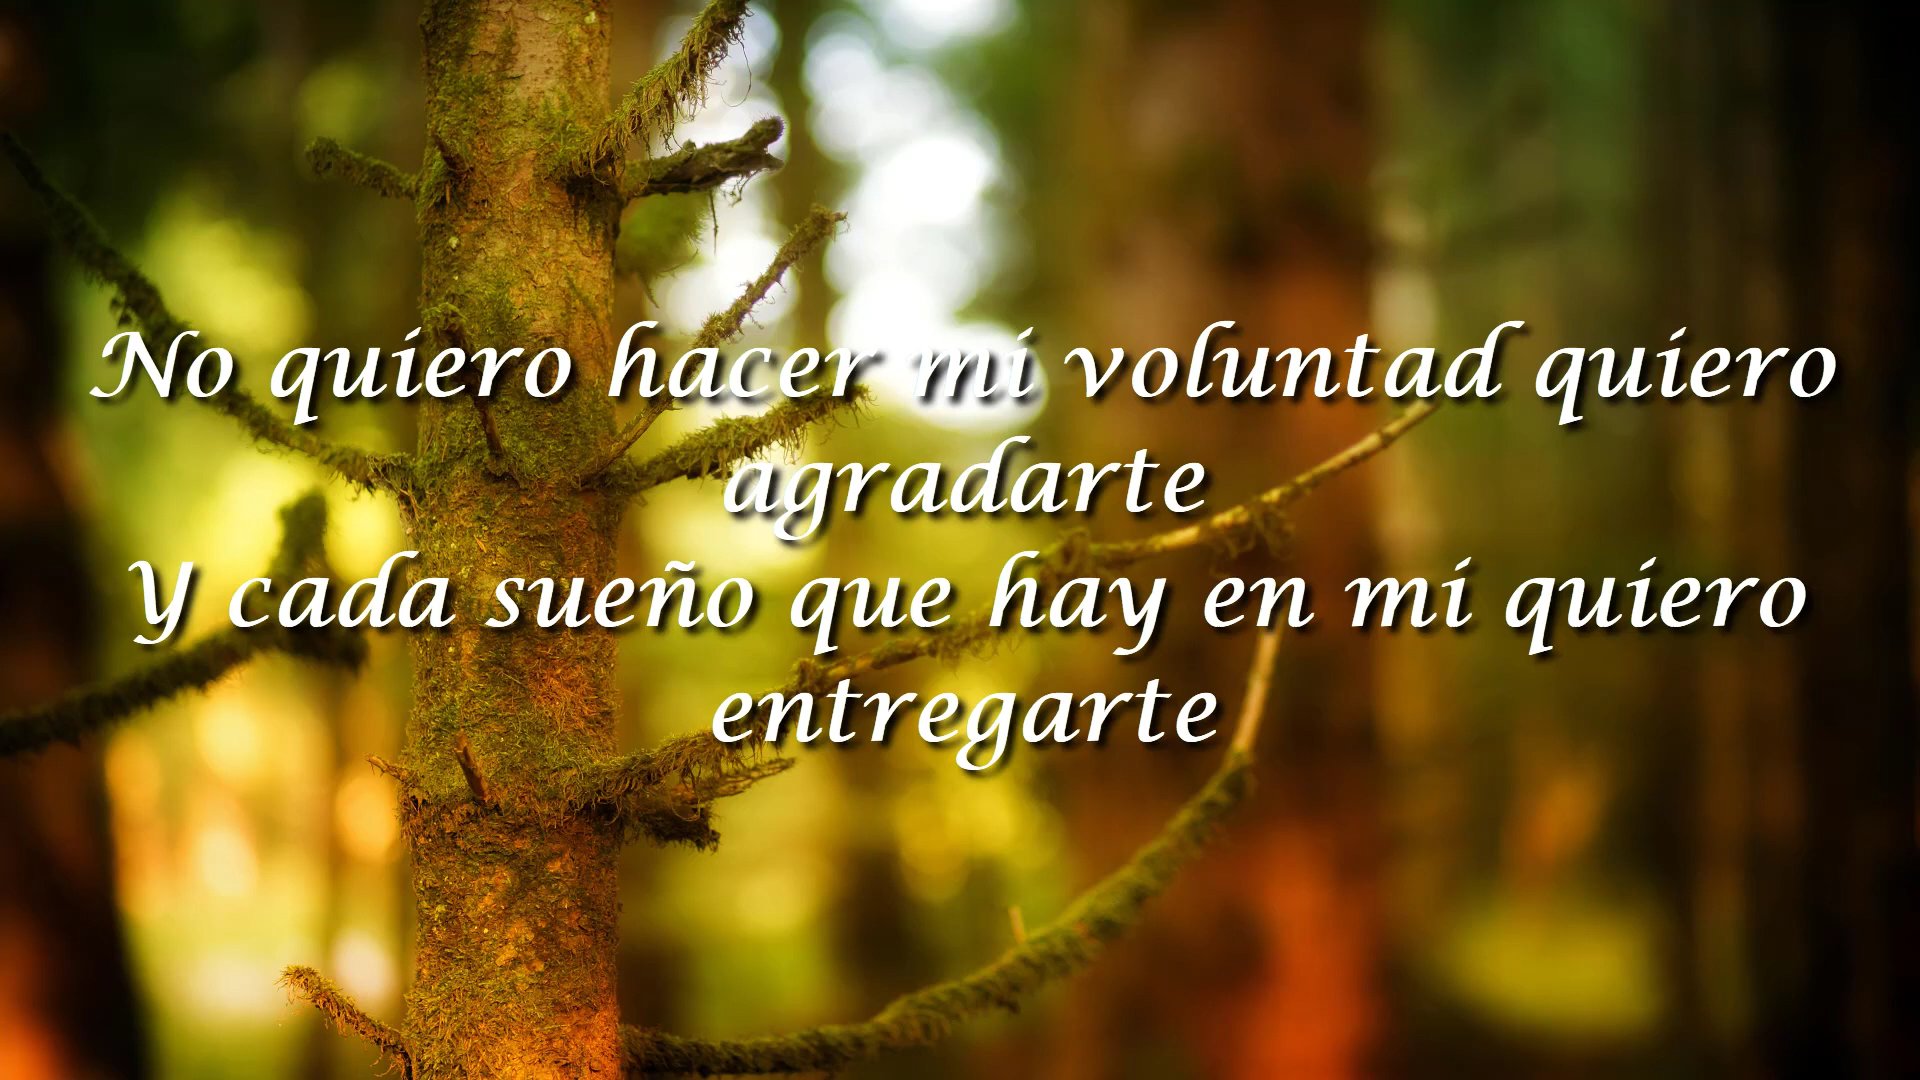 No quiero hacer mi voluntad quiero
agradarte
Y cada sueño que hay en mi quiero
entregarte